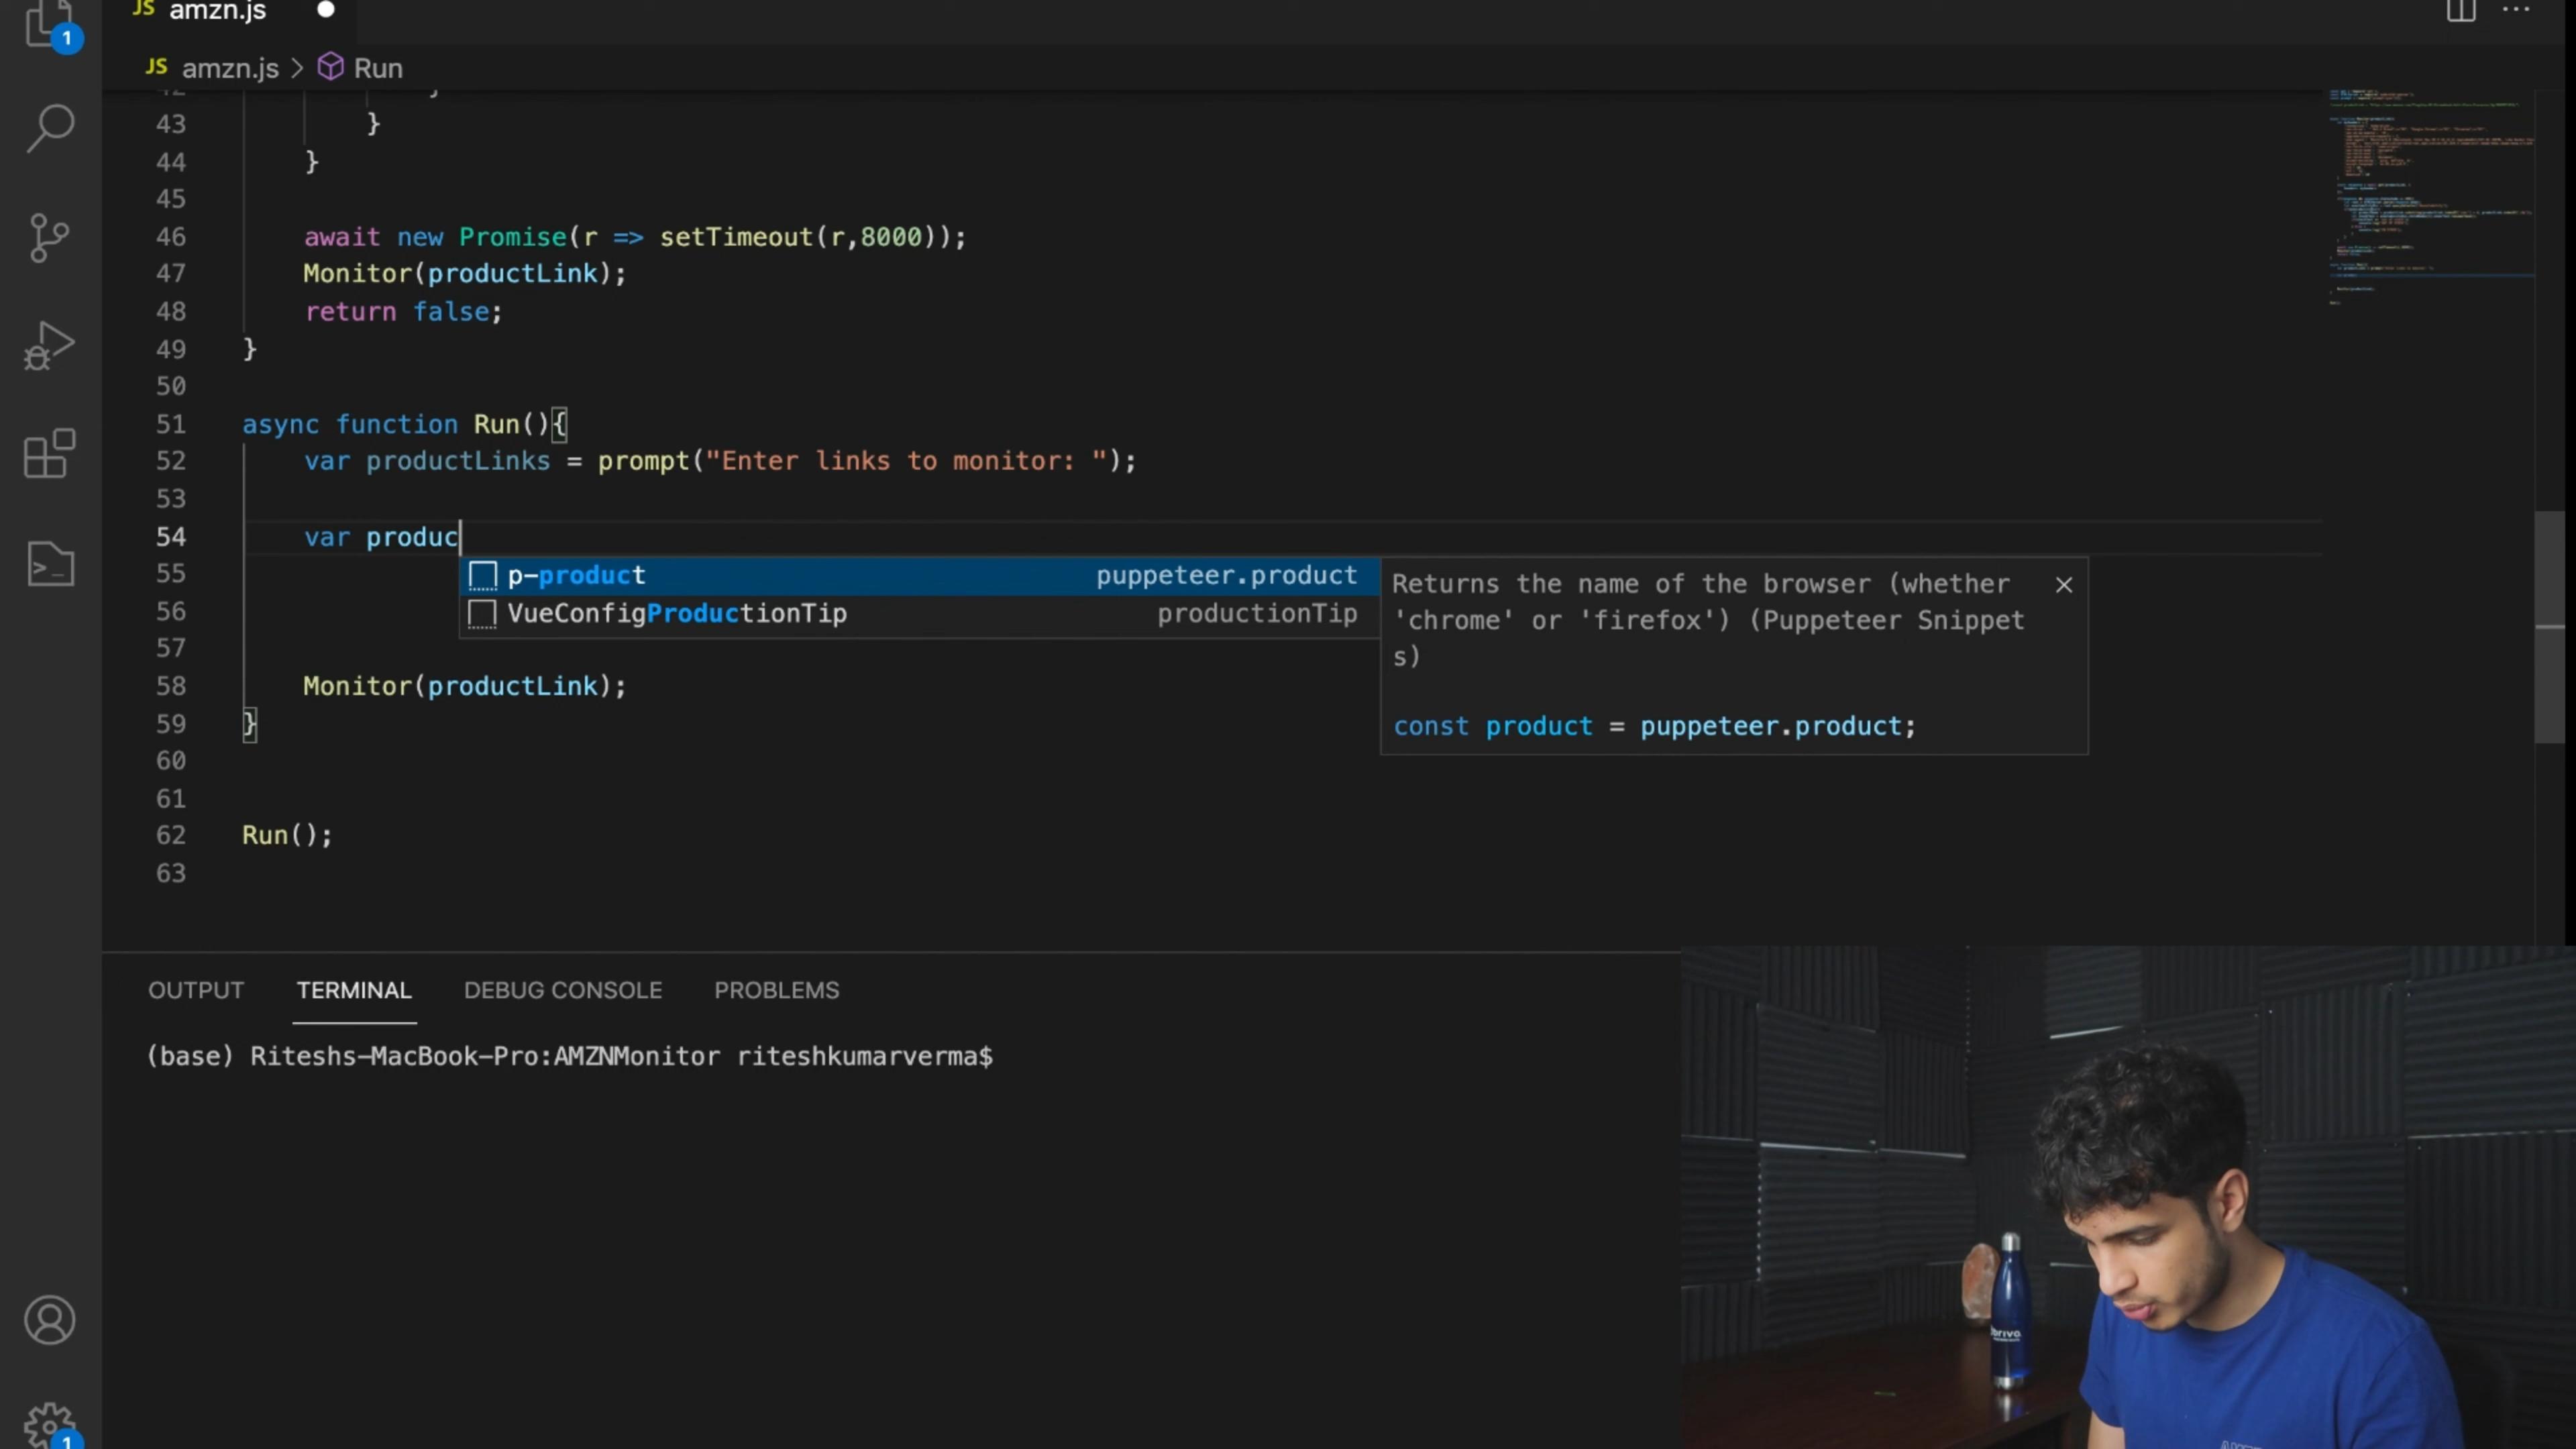 JS amzn.js
1
JS amzn.js > Run
43 }
44 }
45
46 await new Promise(r => setTimeout(r,8000));
47 Monitor(productLink);
48 return false;
49 }
50
51 async function Run(){
52 var productLinks = prompt("Enter links to monitor: ");
53
54 var produc
p-product puppeteer.product
VueConfigProductionTip productionTip
Returns the name of the browser (whether
'chrome' or 'firefox') (Puppeteer Snippet
s)
const product = puppeteer.product;
55
56
57
58 Monitor(productLink);
59 }
60
61
62 Run();
63
OUTPUT TERMINAL DEBUG CONSOLE PROBLEMS
(base) Riteshs-MacBook-Pro:AMZNMonitor riteshkumarverma$
1